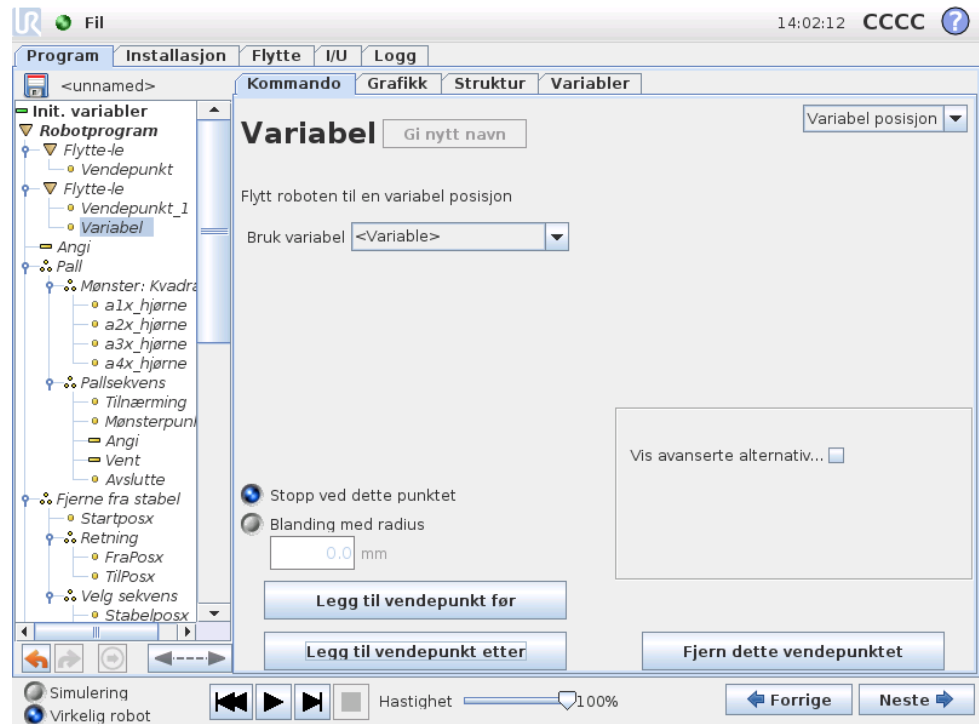 UR Fil 14:02:12 CCCC ?
Program Installasjon Flytte I/U Logg
<unnamed>
Kommando Grafikk Struktur Variabler
Init. variabler
Robotprogram
Flytte-le
Vendepunkt
Flytte-le
Vendepunkt_1
Variabel
Angi
Pall
Mønster: Kvadra
a1x_hjørne
a2x_hjørne
a3x_hjørne
a4x_hjørne
Pallsekvens
Tilnærming
Mønsterpun
Angi
Vent
Avslutte
Fjerne fra stabel
Startposx
Retning
FraPosx
TilPosx
Velg sekvens
Stabelposx
Variabel Gi nytt navn
Variabel posisjon
Flytt roboten til en variabel posisjon
Bruk variabel <Variable>
Vis avanserte alternativ...
Stopp ved dette punktet
Blanding med radius
0.0 mm
Legg til vendepunkt før
Legg til vendepunkt etter
Fjern dette vendepunktet
Simulering
Virkelig robot
Hastighet 100%
Forrige Neste